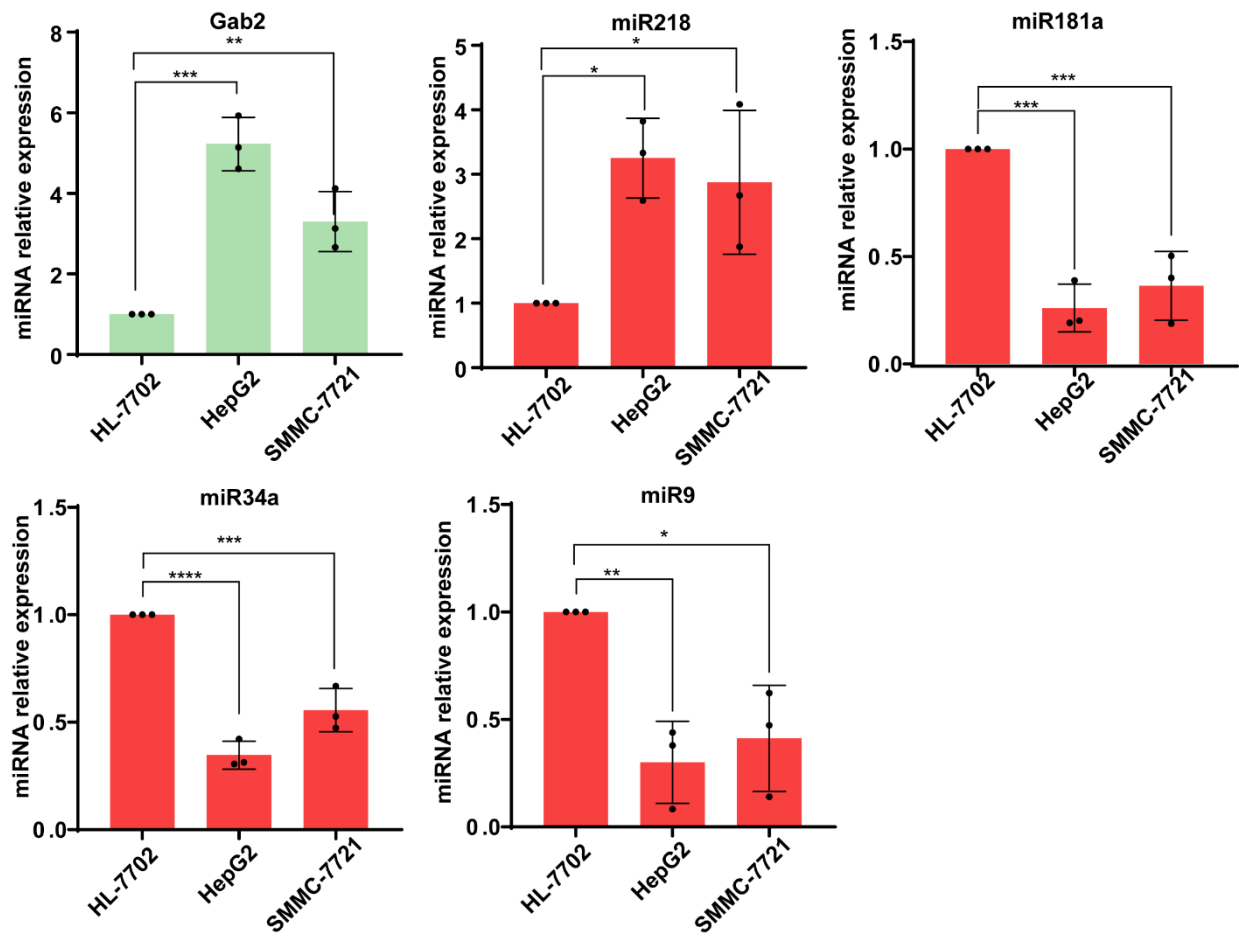 Gab2
miRNA relative expression
8
6
4
2
0
**
***
HL-7702
HepG2
SMMC-7721
miR218
miRNA relative expression
5
4
3
2
1
0
*
*
HL-7702
HepG2
SMMC-7721
miR181a
miRNA relative expression
1.5
1.0
0.5
0.0
***
***
HL-7702
HepG2
SMMC-7721
miR34a
miRNA relative expression
1.5
1.0
0.5
0.0
***
****
HL-7702
HepG2
SMMC-7721
miR9
miRNA relative expression
1.5
1.0
0.5
0.0
*
**
HL-7702
HepG2
SMMC-7721